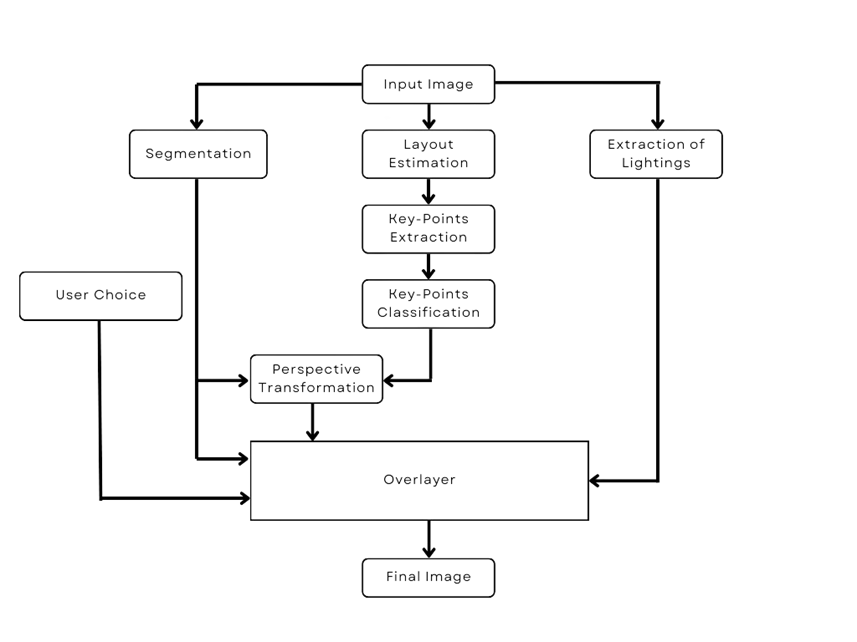 Input Image
Segmentation
Layout
Estimation
Extraction of
Lightings
Key-Points
Extraction
User Choice
Key-Points
Classification
Perspective
Transformation
Overlayer
Final Image